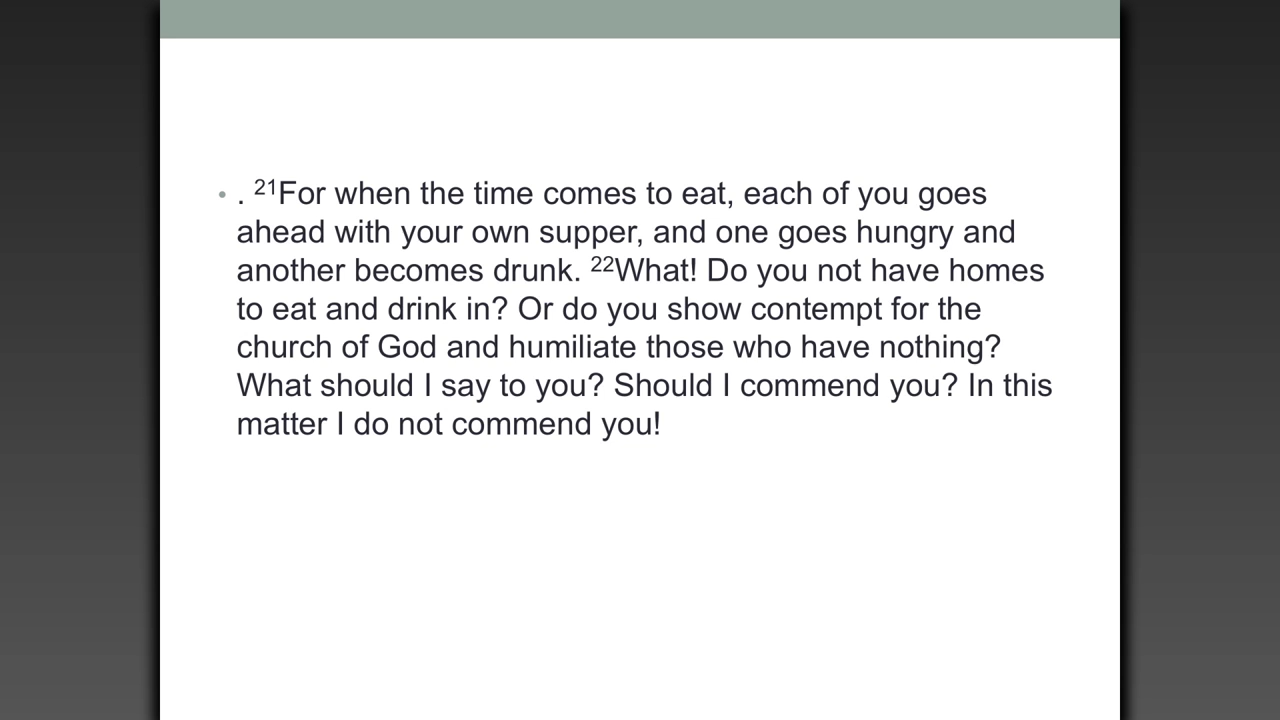 • . 21For when the time comes to eat, each of you goes
ahead with your own supper, and one goes hungry and
another becomes drunk. 22What! Do you not have homes
to eat and drink in? Or do you show contempt for the
church of God and humiliate those who have nothing?
What should I say to you? Should I commend you? In this
matter I do not commend you!